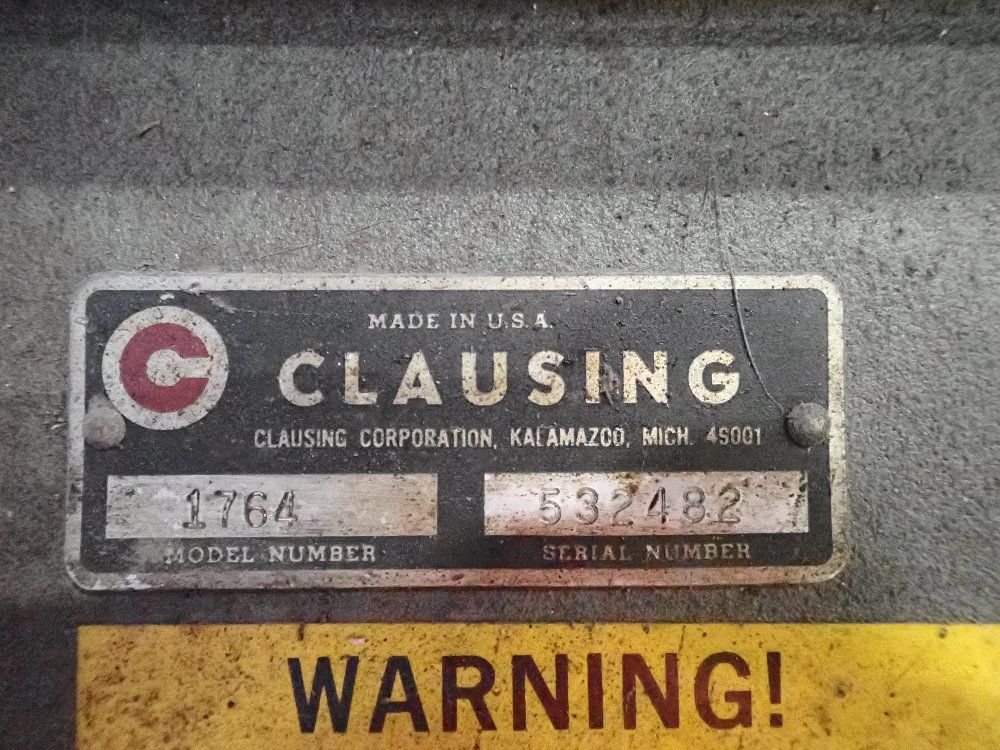 MADE IN U.S.A.
CLAUSING
CLAUSING CORPORATION, KALAMAZOO, MICH. 49001
1764 532482
MODEL NUMBER SERIAL NUMBER
WARNING!